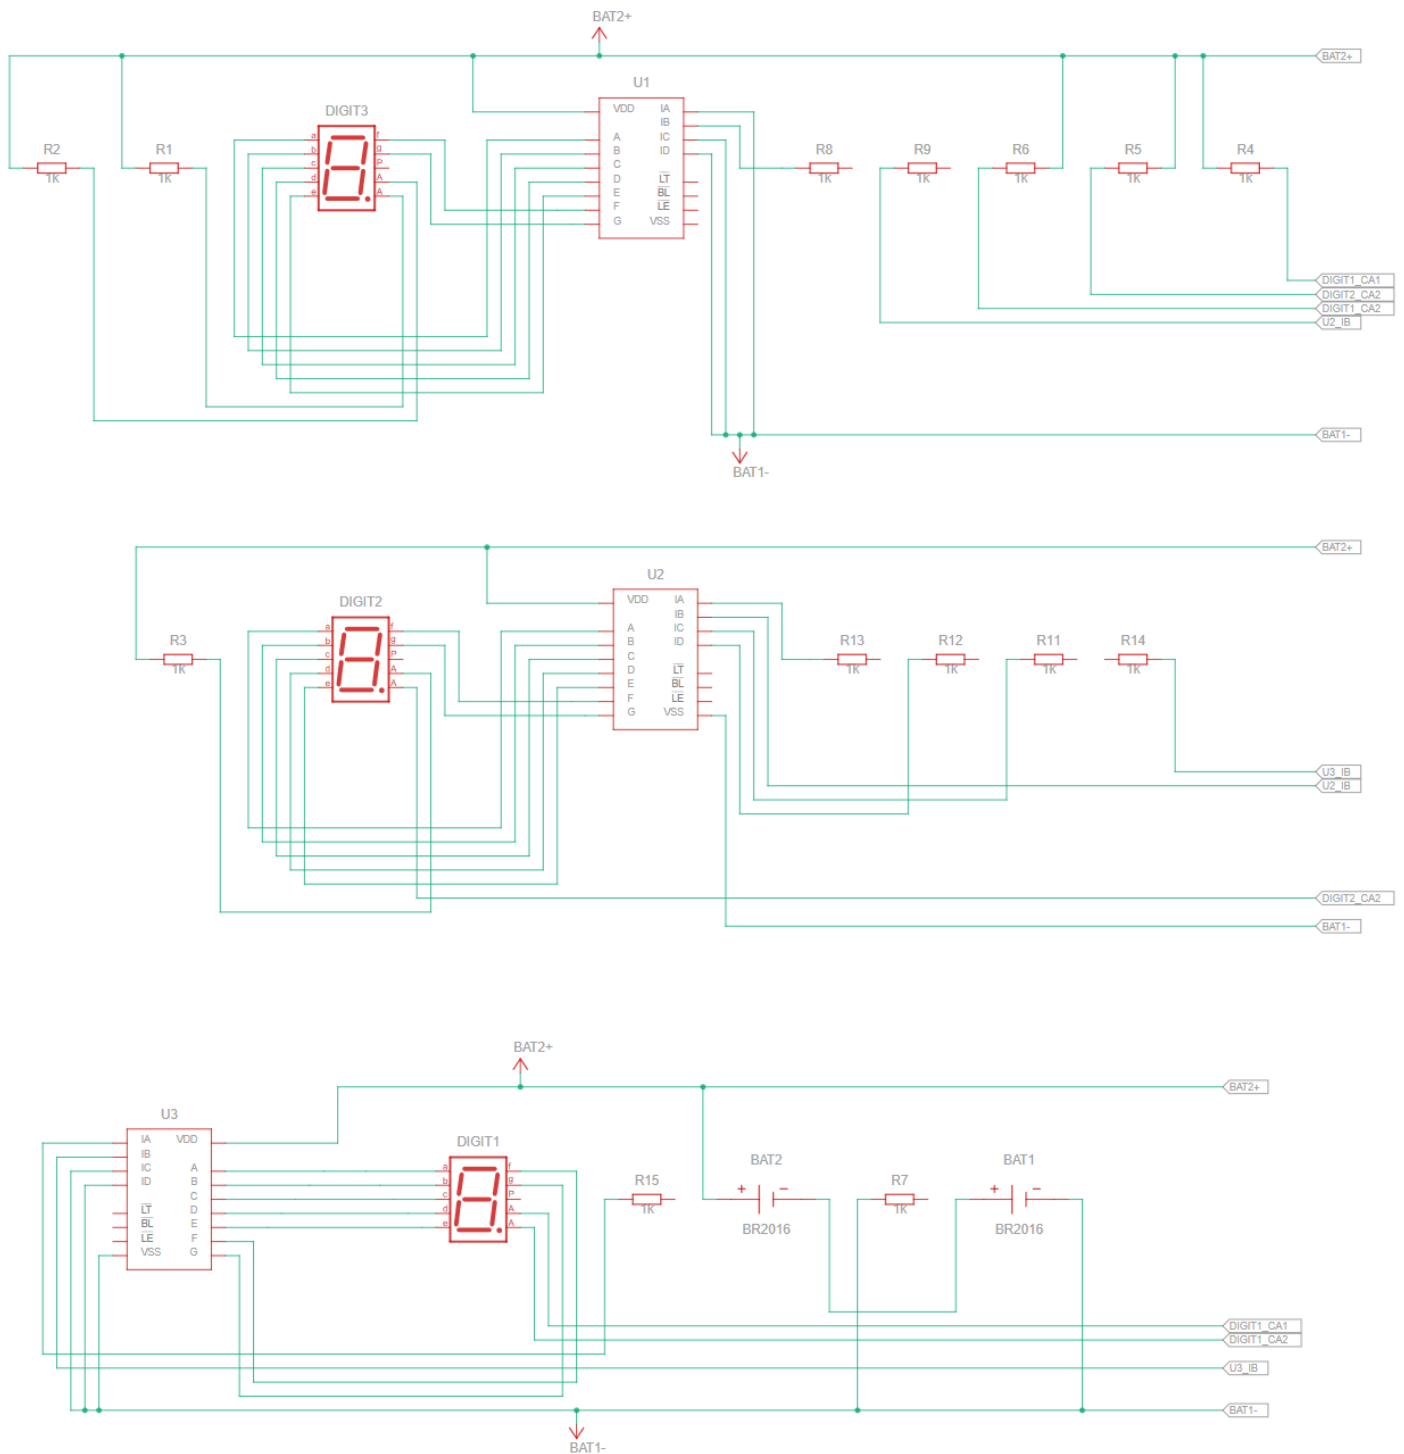 BAT2+
BAT2+
U1
DIGIT3
VDD IA
IB
A IC
B ID
C
D LT
E BL
F LE
G VSS
a f
b g
c P
d A
e A
R2
1K
R1
1K
R8
1K
R9
1K
R6
1K
R5
1K
R4
1K
DIGIT1_CA1
DIGIT2_CA2
DIGIT1_CA2
U2_IB
BAT1-
BAT1-
BAT2+
U2
DIGIT2
VDD IA
IB
A IC
B ID
C
D LT
E BL
F LE
G VSS
a f
b g
c P
d A
e A
R3
1K
R13
1K
R12
1K
R11
1K
R14
1K
U3_IB
U2_IB
DIGIT2_CA2
BAT1-
BAT2+
BAT2+
U3
IA VDD
IB
IC A
ID B
C
LT D
BL E
LE F
VSS G
DIGIT1
a f
b g
c P
d A
e A
R15
1K
BAT2
+ -
BR2016
R7
1K
BAT1
+ -
BR2016
DIGIT1_CA1
DIGIT1_CA2
U3_IB
BAT1-
BAT1-